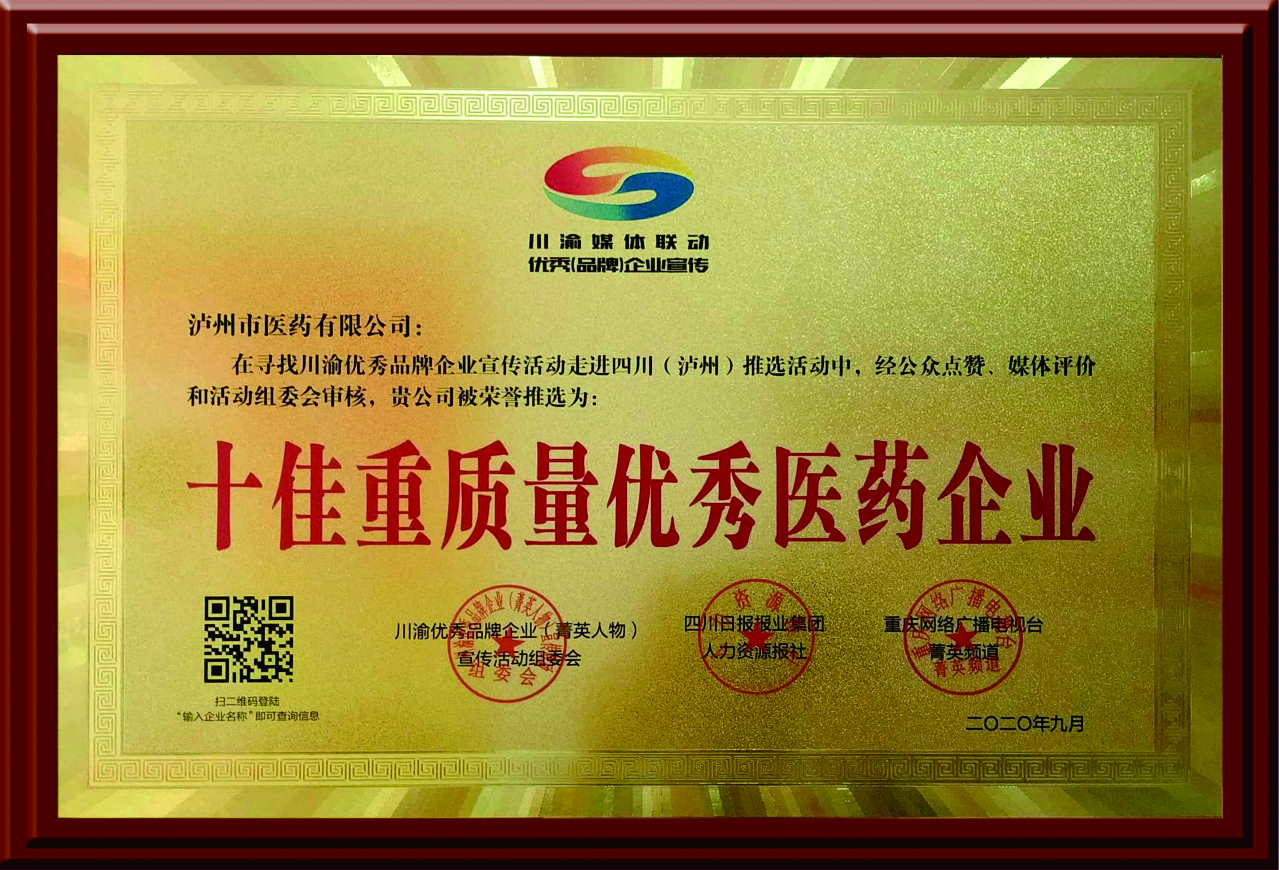 川渝媒体联动
优秀(品牌)企业宣传
泸州市医药有限公司：
在寻找川渝优秀品牌企业宣传活动走进四川（泸州）推选活动中，经公众点赞、媒体评价
和活动组委会审核，贵公司被荣誉推选为：
十佳重质量优秀医药企业
川渝优秀品牌企业（菁英人物）
宣传活动组委会
四川日报报业集团
人力资源报社
重庆网络广播电视台
菁英频道
扫二维码登陆
“输入企业名称”即可查询信息
二〇二〇年九月